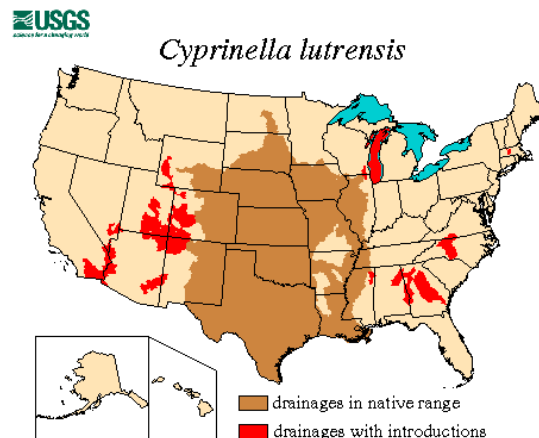 USGS
science for a changing world
Cyprinella lutrensis
drainages in native range
drainages with introductions